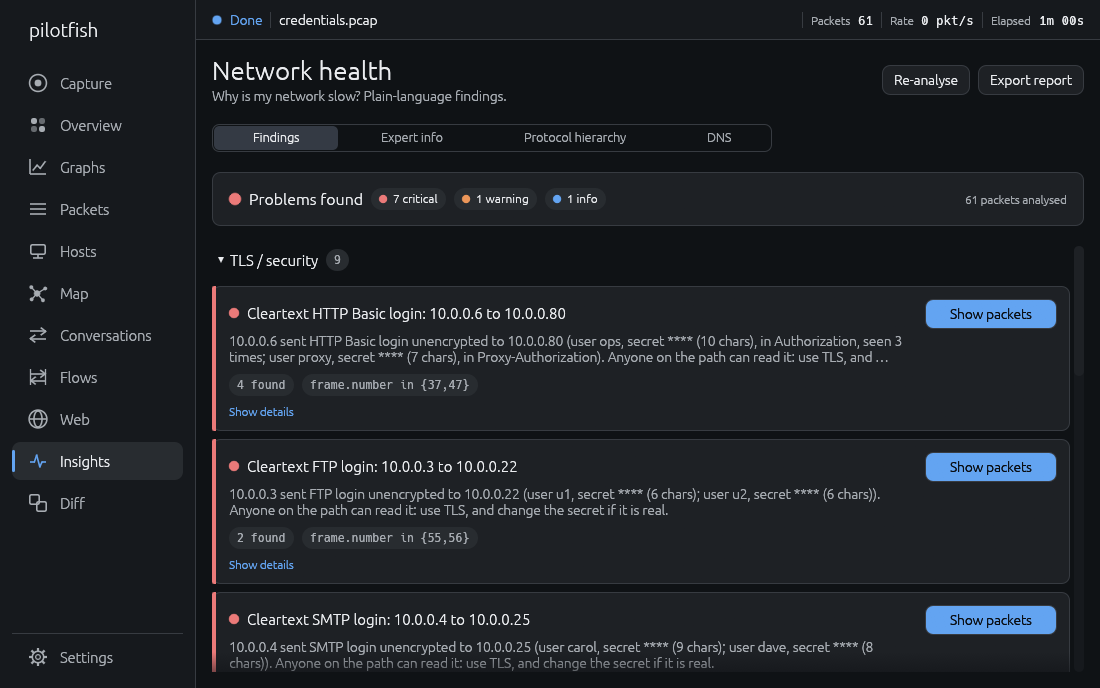 pilotfish
Capture
Overview
Graphs
Packets
Hosts
Map
Conversations
Flows
Web
Insights
Diff
Settings
Done credentials.pcap
Packets 61 Rate 0 pkt/s Elapsed 1m 00s
Network health
Why is my network slow? Plain-language findings.
Re-analyse Export report
Findings Expert info Protocol hierarchy DNS
Problems found 7 critical 1 warning 1 info 61 packets analysed
TLS / security 9
Cleartext HTTP Basic login: 10.0.0.6 to 10.0.0.80
Show packets
10.0.0.6 sent HTTP Basic login unencrypted to 10.0.0.80 (user ops, secret **** (10 chars), in Authorization, seen 3
times; user proxy, secret **** (7 chars), in Proxy-Authorization). Anyone on the path can read it: use TLS, and …
4 found frame.number in {37,47}
Show details
Cleartext FTP login: 10.0.0.3 to 10.0.0.22
Show packets
10.0.0.3 sent FTP login unencrypted to 10.0.0.22 (user u1, secret **** (6 chars); user u2, secret **** (6 chars)).
Anyone on the path can read it: use TLS, and change the secret if it is real.
2 found frame.number in {55,56}
Show details
Cleartext SMTP login: 10.0.0.4 to 10.0.0.25
Show packets
10.0.0.4 sent SMTP login unencrypted to 10.0.0.25 (user carol, secret **** (9 chars); user dave, secret **** (8
chars)). Anyone on the path can read it: use TLS, and change the secret if it is real.